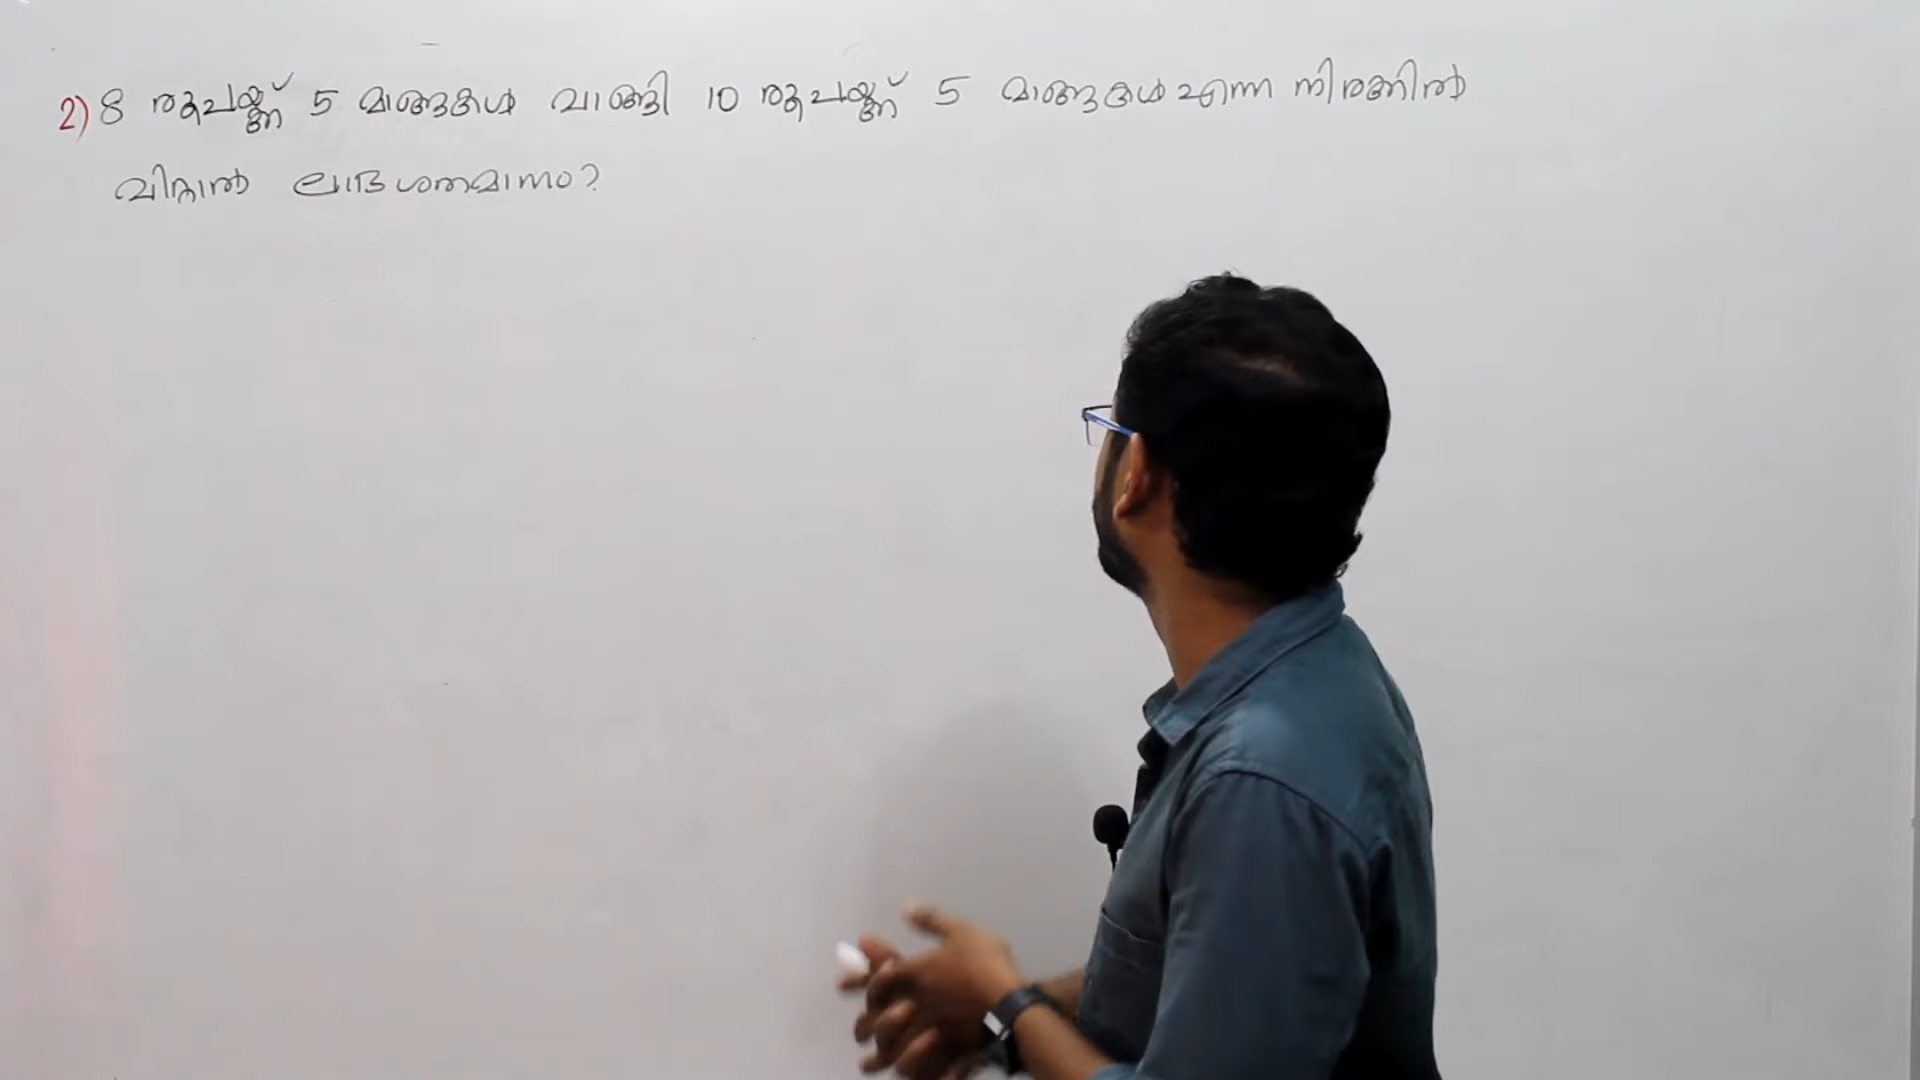 2) 8 രൂപയ്ക്ക് 5 മാങ്ങകൾ വാങ്ങി 10 രൂപയ്ക്ക് 5 മാങ്ങകൾ എന്ന നിരക്കിൽ
വിറ്റാൽ ലാഭശതമാനം?